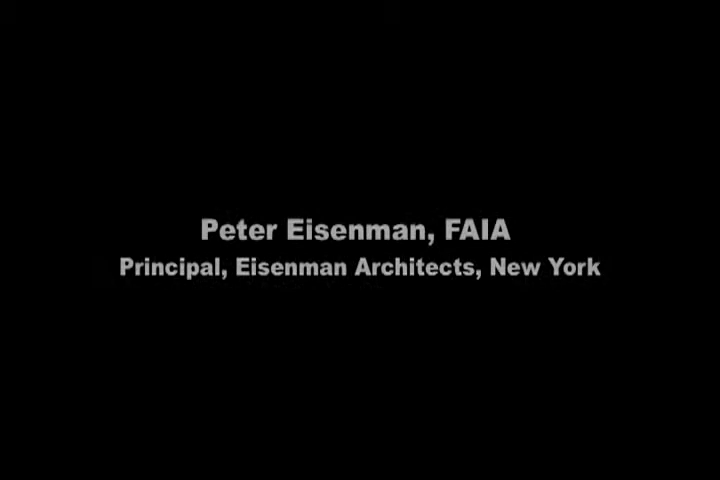 Peter Eisenman, FAIA
Principal, Eisenman Architects, New York